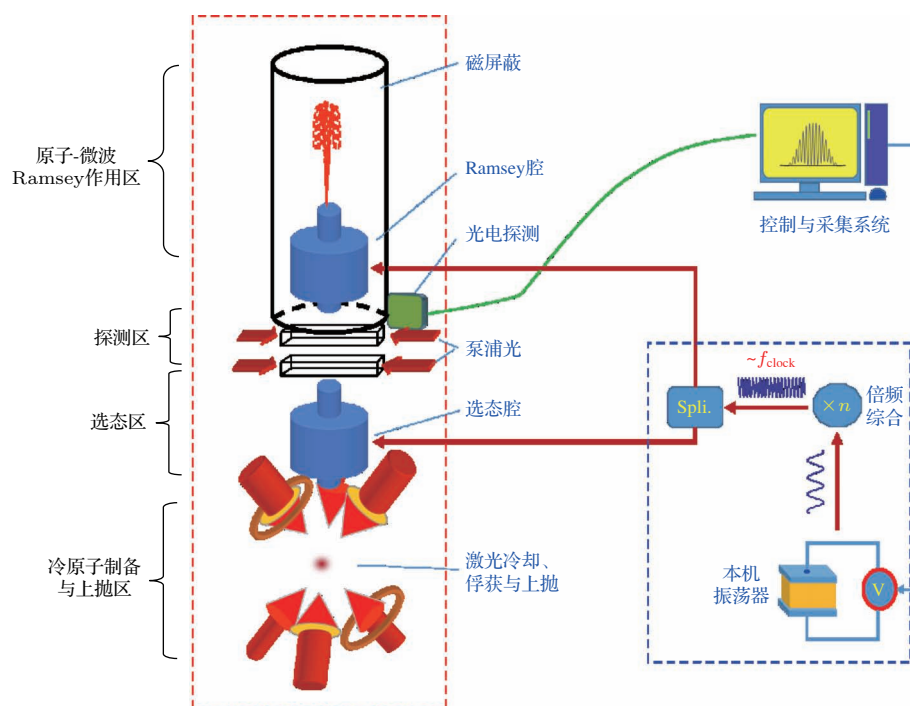 原子-微波
Ramsey作用区
探测区
选态区
冷原子制备
与上抛区
磁屏蔽
Ramsey腔
光电探测
泵浦光
选态腔
激光冷却、
俘获与上抛
控制与采集系统
~f_clock
Spli.
×n
倍频
综合
本机
振荡器
V